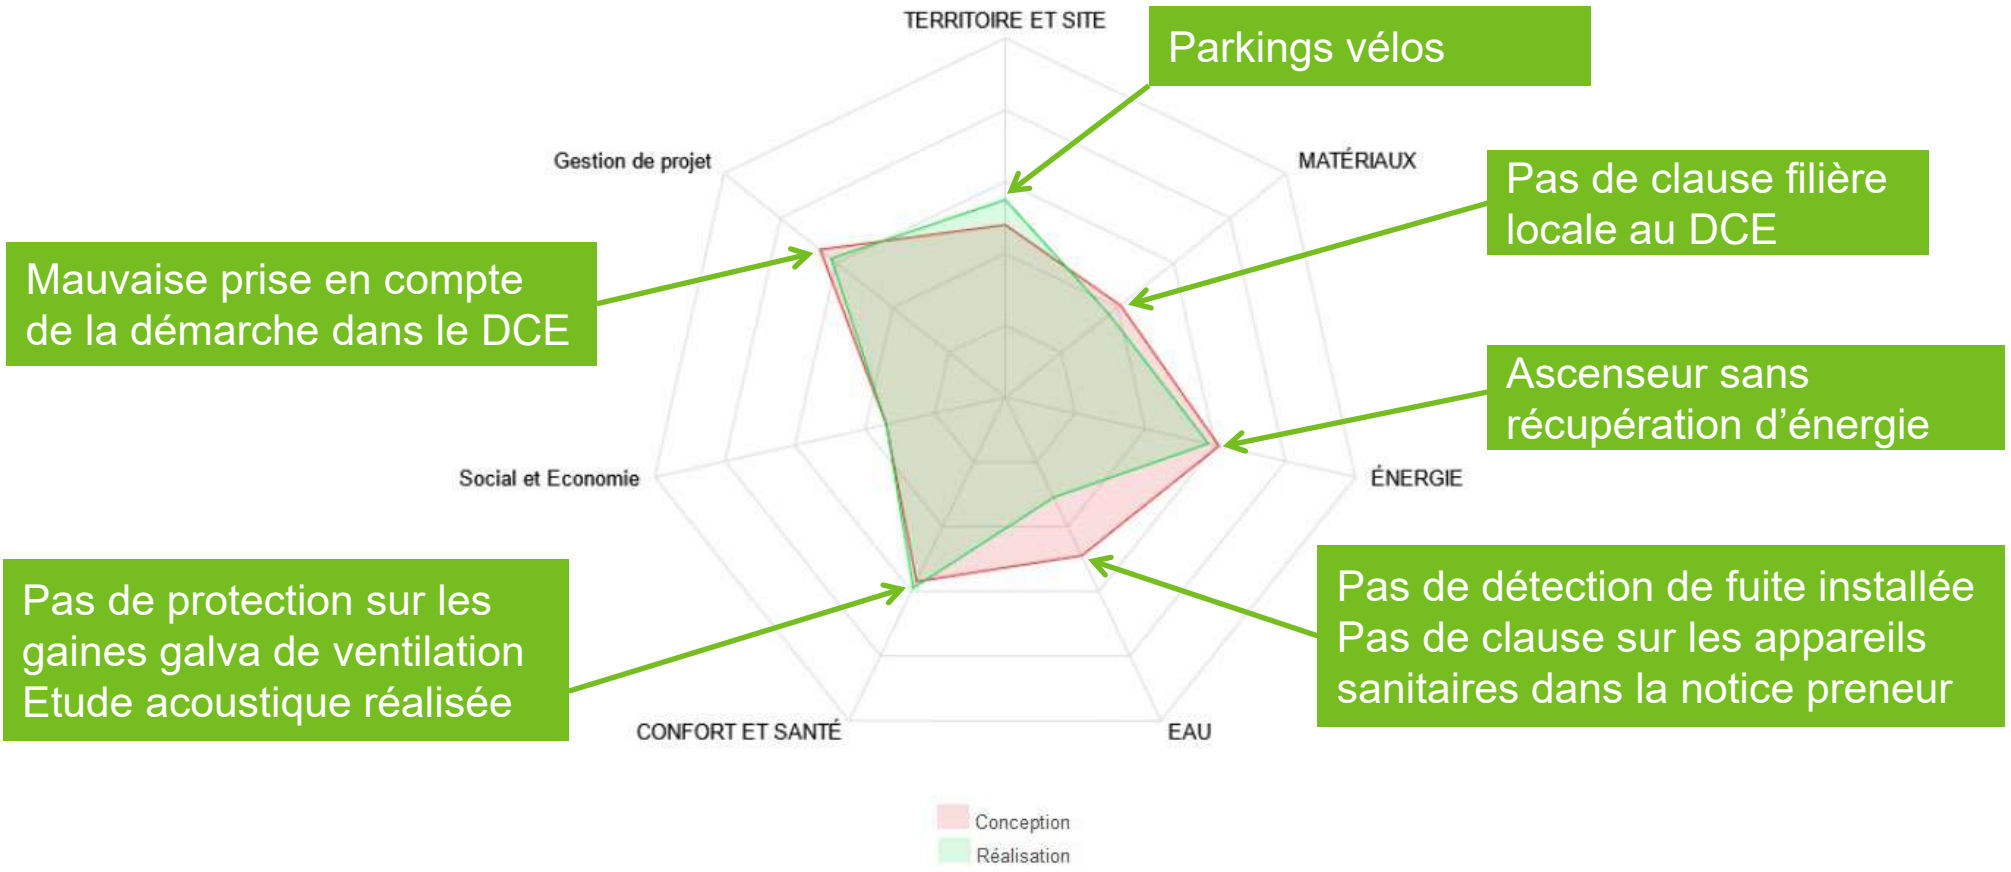 TERRITOIRE ET SITE
Parkings vélos
Gestion de projet
MATÉRIAUX
Pas de clause filière
locale au DCE
Mauvaise prise en compte
de la démarche dans le DCE
Ascenseur sans
récupération d’énergie
Social et Economie
ÉNERGIE
Pas de protection sur les
gaines galva de ventilation
Etude acoustique réalisée
Pas de détection de fuite installée
Pas de clause sur les appareils
sanitaires dans la notice preneur
CONFORT ET SANTÉ
EAU
Conception
Réalisation